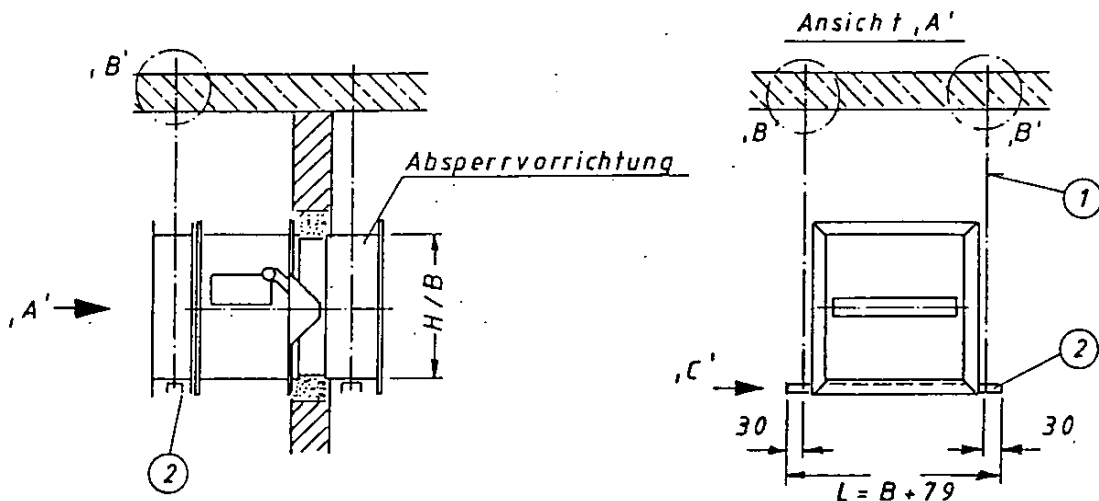 Ansicht ‚A'
‚B'
‚B'
‚B'
Absperrvorrichtung
1
‚A'
H/B
‚C'
2
30
30
2
L = B + 79